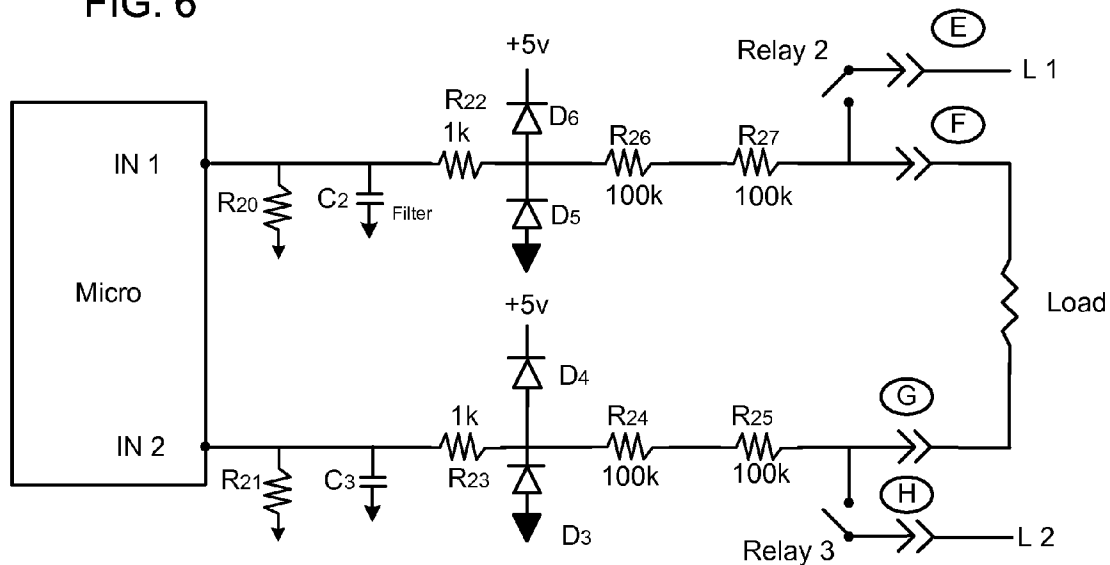 FIG. 6
E
+5v
Relay 2
L 1
R22
D6
F
1k
R26
R27
IN 1
100k
100k
R20
C2
Filter
D5
Micro
+5v
Load
D4
G
1k
R24
R25
IN 2
R21
C3
R23
100k
100k
H
D3
Relay 3
L 2